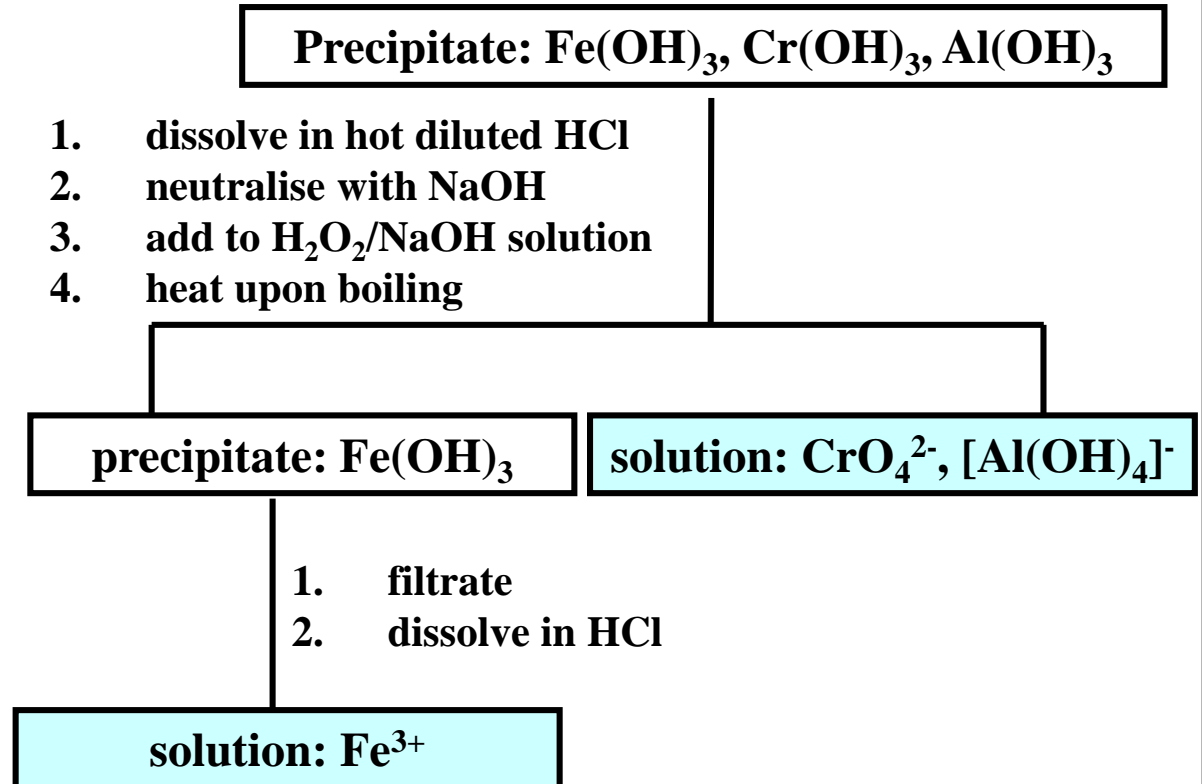 Precipitate: Fe(OH)₃, Cr(OH)₃, Al(OH)₃
1. dissolve in hot diluted HCl
2. neutralise with NaOH
3. add to H₂O₂/NaOH solution
4. heat upon boiling
precipitate: Fe(OH)₃
solution: CrO₄²⁻, [Al(OH)₄]⁻
1. filtrate
2. dissolve in HCl
solution: Fe³⁺